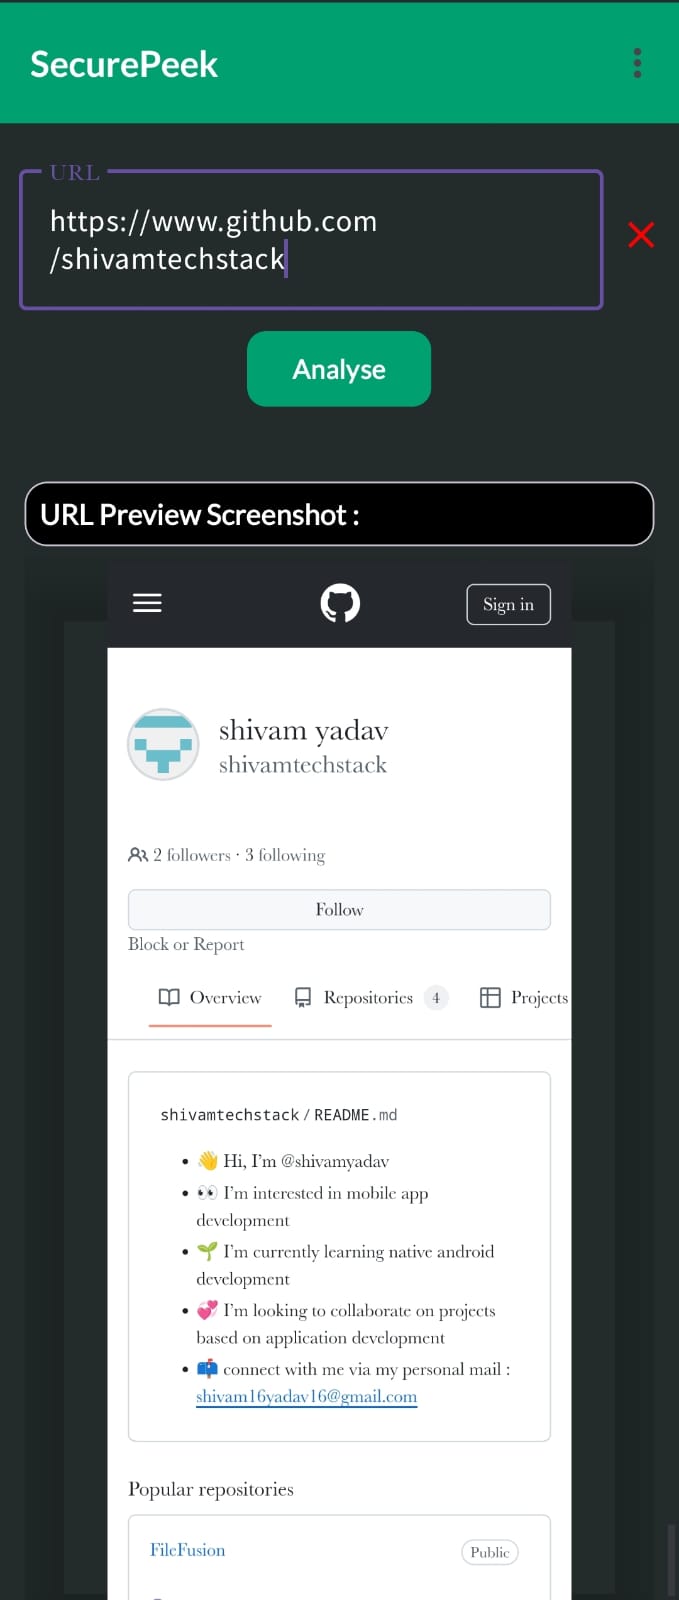 SecurePeek
URL
https://www.github.com
/shivamtechstack
Analyse
URL Preview Screenshot :
Sign in
shivam yadav
shivamtechstack
2 followers · 3 following
Follow
Block or Report
Overview Repositories 4 Projects
shivamtechstack / README.md
👋 Hi, I'm @shivamyadav
👀 I'm interested in mobile app
development
🌱 I'm currently learning native android
development
💞️ I'm looking to collaborate on projects
based on application development
📫 connect with me via my personal mail :
shivam16yadav16@gmail.com
Popular repositories
FileFusion Public